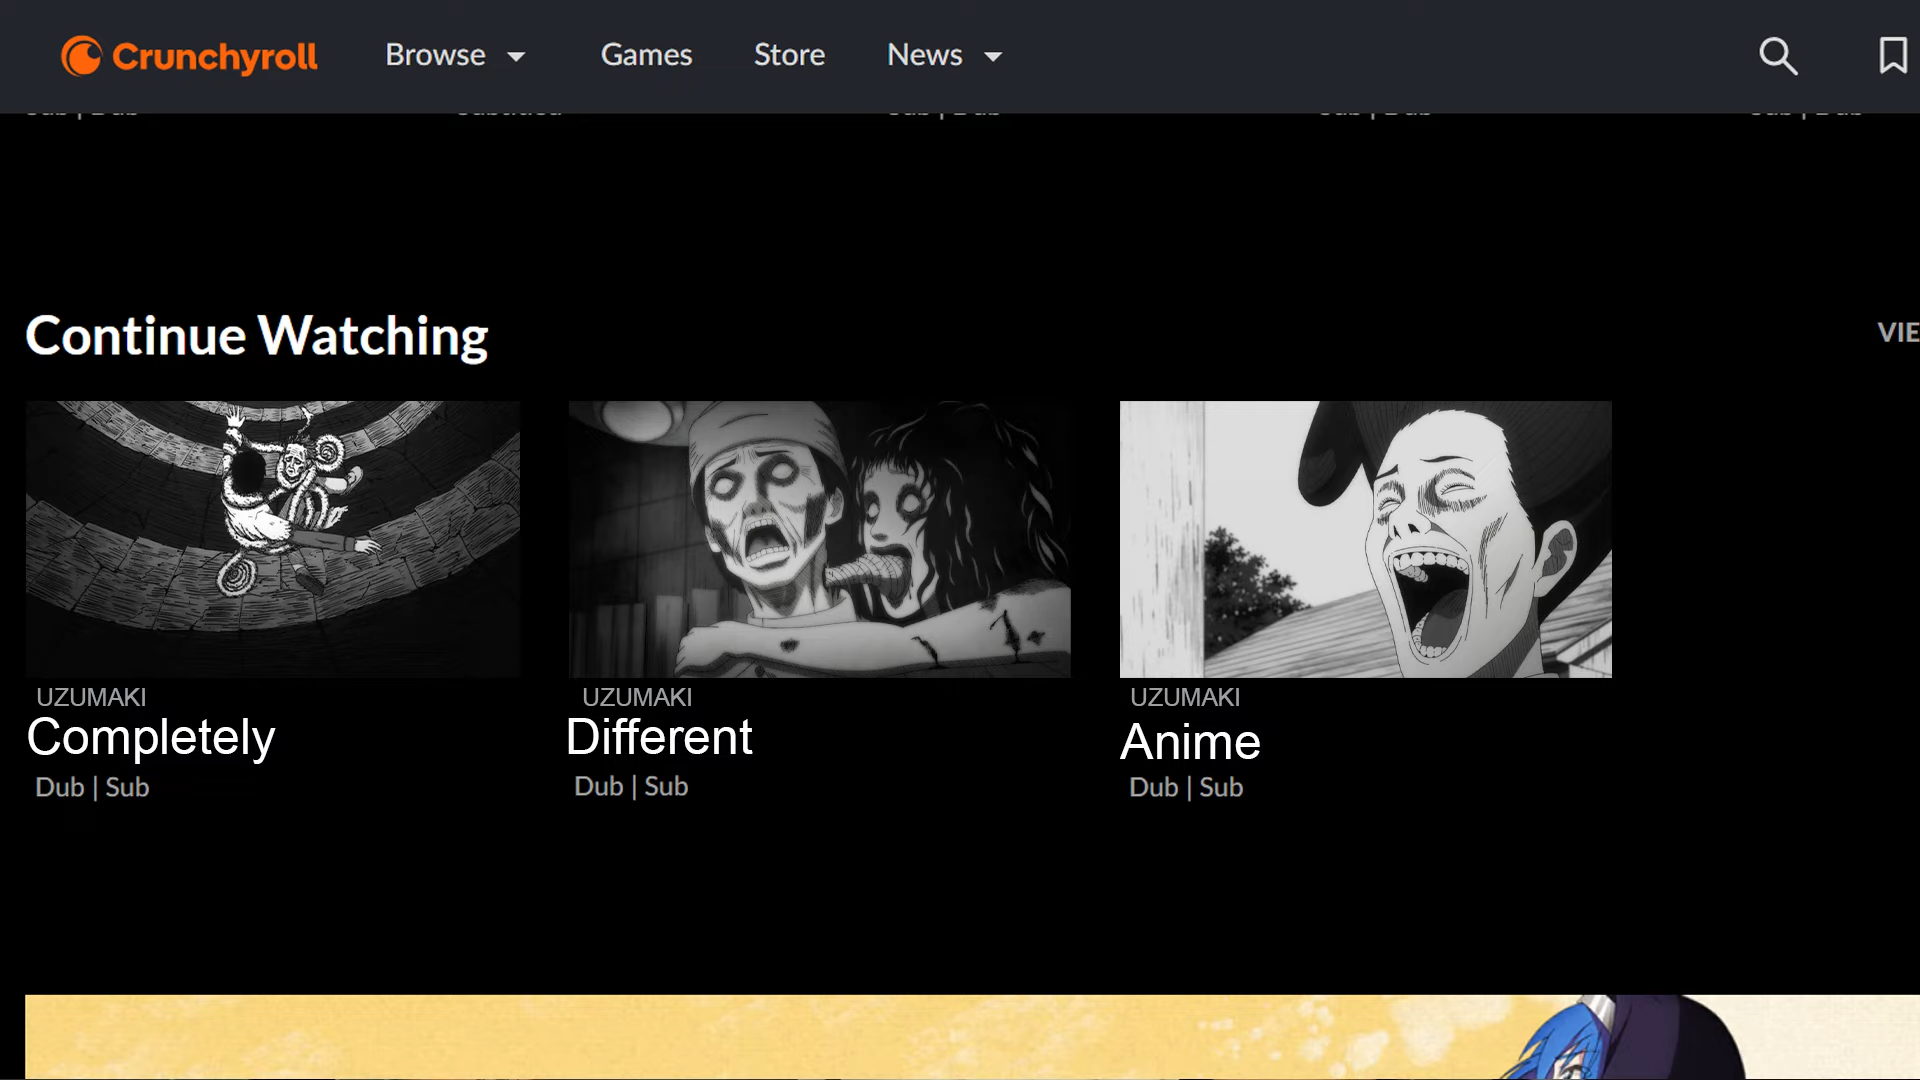 Crunchyroll Browse Games Store News
Continue Watching
VIE
UZUMAKI UZUMAKI UZUMAKI
Completely Different Anime
Dub | Sub Dub | Sub Dub | Sub